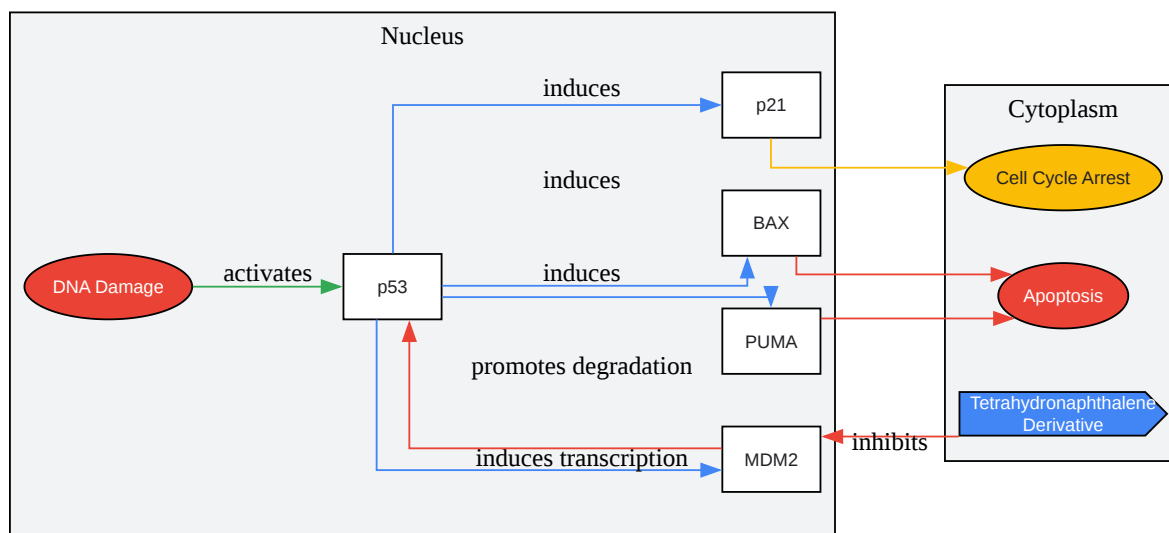 Nucleus
induces
p21
Cytoplasm
Cell Cycle Arrest
induces
BAX
DNA Damage
activates
p53
induces
Apoptosis
PUMA
promotes degradation
Tetrahydronaphthalene
Derivative
inhibits
induces transcription
MDM2